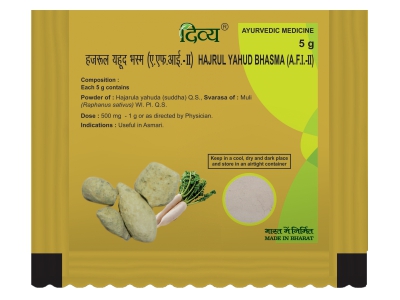 दिव्य®
AYURVEDIC MEDICINE
5 g
हजरूल यहूद भस्म (ए.एफ.आई.-II) HAJRUL YAHUD BHASMA (A.F.I.-II)
Composition :
Each 5 g contains
Powder of : Hajarula yahuda (suddha) Q.S., Svarasa of : Muli
(Raphanus sativus) Wl. Pl. Q.S.
Dose : 500 mg - 1 g or as directed by Physician.
Indications : Useful in Asmari.
Keep in a cool, dry and dark place
and store in an airtight container
भारत में निर्मित
MADE IN BHARAT